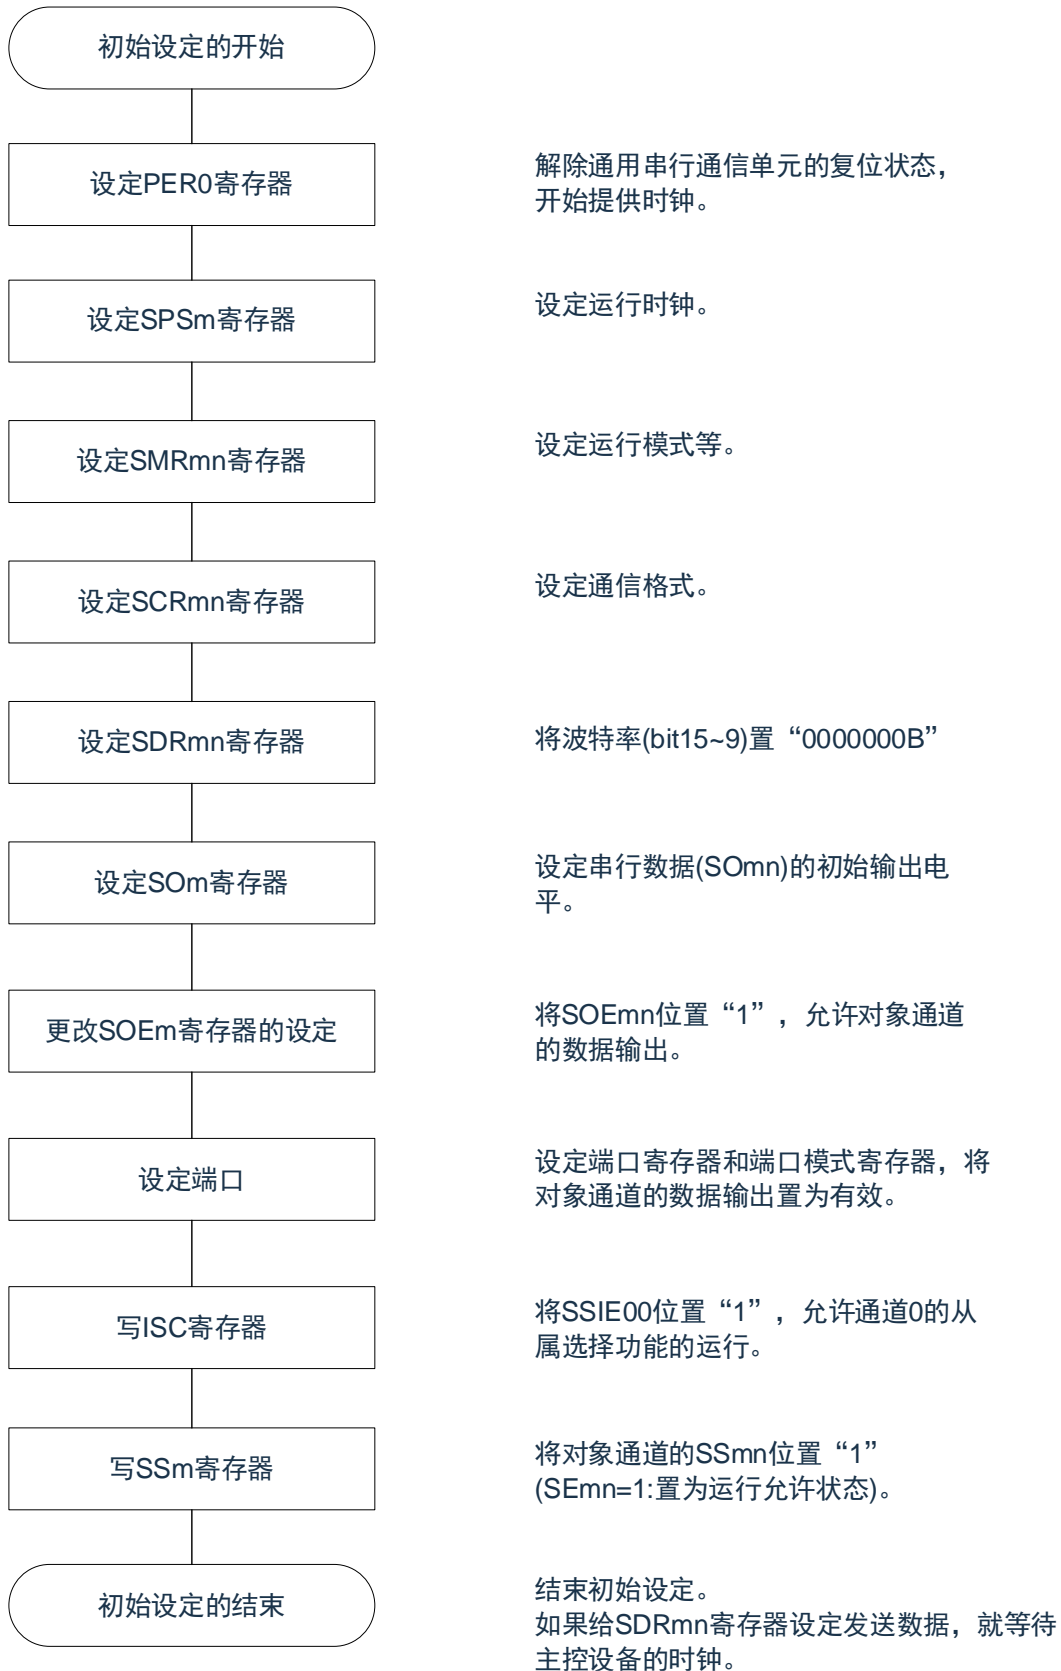 初始设定的开始
设定PER0寄存器
解除通用串行通信单元的复位状态,
开始提供时钟。
设定SPSm寄存器
设定运行时钟。
设定SMRmn寄存器
设定运行模式等。
设定SCRmn寄存器
设定通信格式。
设定SDRmn寄存器
将波特率(bit15~9)置“0000000B”
设定SOm寄存器
设定串行数据(SOmn)的初始输出电
平。
更改SOEm寄存器的设定
将SOEmn位置“1”,允许对象通道
的数据输出。
设定端口
设定端口寄存器和端口模式寄存器,将
对象通道的数据输出置为有效。
写ISC寄存器
将SSIE00位置“1”,允许通道0的从
属选择功能的运行。
写SSm寄存器
将对象通道的SSmn位置“1”
(SEmn=1:置为运行允许状态)。
初始设定的结束
结束初始设定。
如果给SDRmn寄存器设定发送数据,就等待
主控设备的时钟。